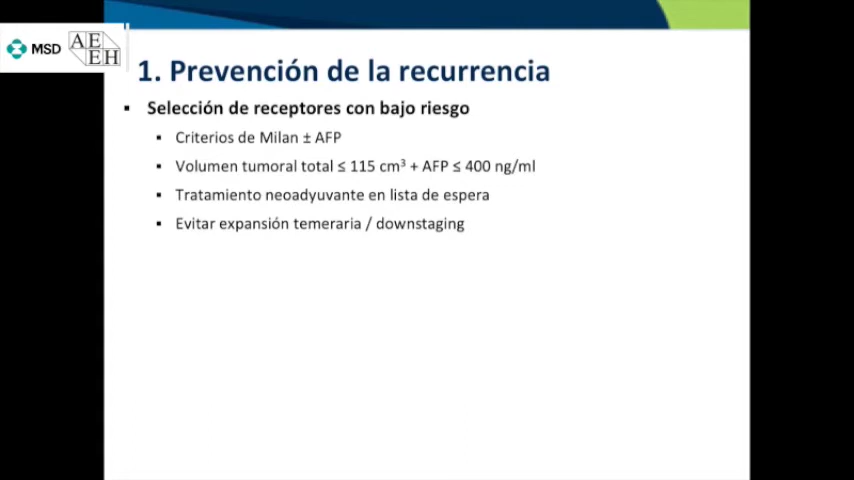 MSD
AE
EH
1. Prevención de la recurrencia
▪ Selección de receptores con bajo riesgo
▪ Criterios de Milan ± AFP
▪ Volumen tumoral total ≤ 115 cm³ + AFP ≤ 400 ng/ml
▪ Tratamiento neoadyuvante en lista de espera
▪ Evitar expansión temeraria / downstaging